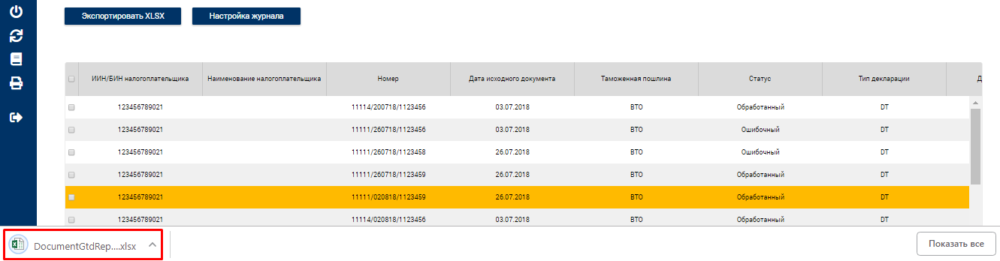 Экспортировать XLSX Настройка журнала
ИИН/БИН налогоплательщика Наименование налогоплательщика Номер Дата исходного документа Таможенная пошлина Статус Тип декларации Д
123456789021 11114/200718/1123456 03.07.2018 ВТО Обработанный DT
123456789021 11111/260718/1123456 03.07.2018 ВТО Ошибочный DT
123456789021 11111/260718/1123458 26.07.2018 ВТО Ошибочный DT
123456789021 11111/260718/1123459 26.07.2018 ВТО Обработанный DT
123456789021 11111/020818/1123459 26.07.2018 ВТО Обработанный DT
123456789021 11114/020818/1123456 03.07.2018 ВТО Обработанный DT
DocumentGtdRep....xlsx Показать все